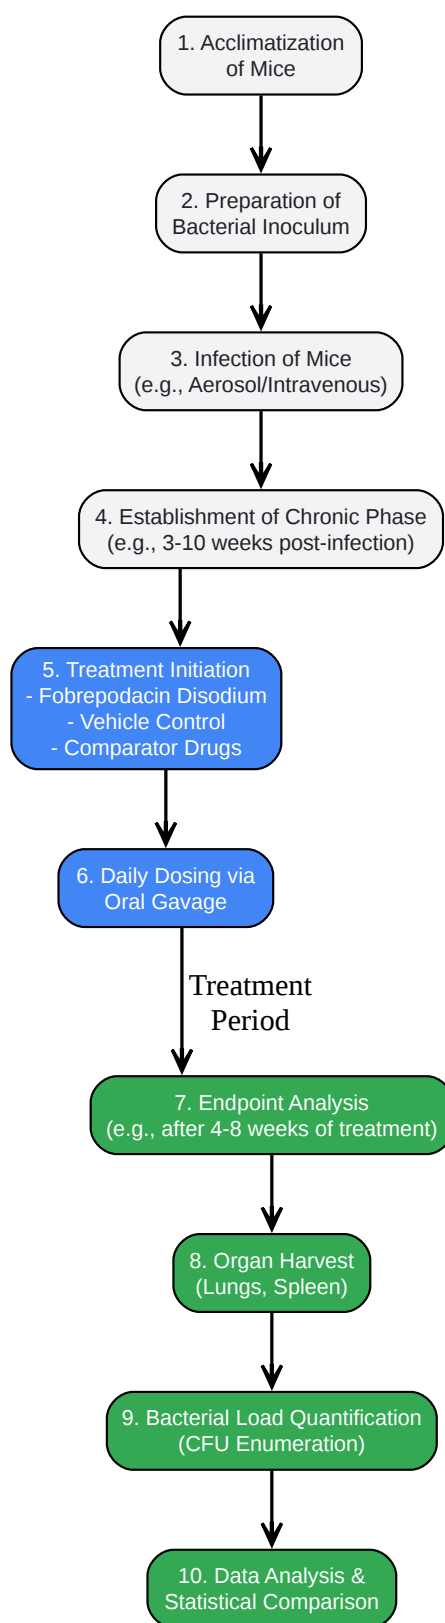 1. Acclimatization
of Mice
2. Preparation of
Bacterial Inoculum
3. Infection of Mice
(e.g., Aerosol/Intravenous)
4. Establishment of Chronic Phase
(e.g., 3-10 weeks post-infection)
5. Treatment Initiation
- Fobrepodacin Disodium
- Vehicle Control
- Comparator Drugs
6. Daily Dosing via
Oral Gavage
Treatment
Period
7. Endpoint Analysis
(e.g., after 4-8 weeks of treatment)
8. Organ Harvest
(Lungs, Spleen)
9. Bacterial Load Quantification
(CFU Enumeration)
10. Data Analysis &
Statistical Comparison